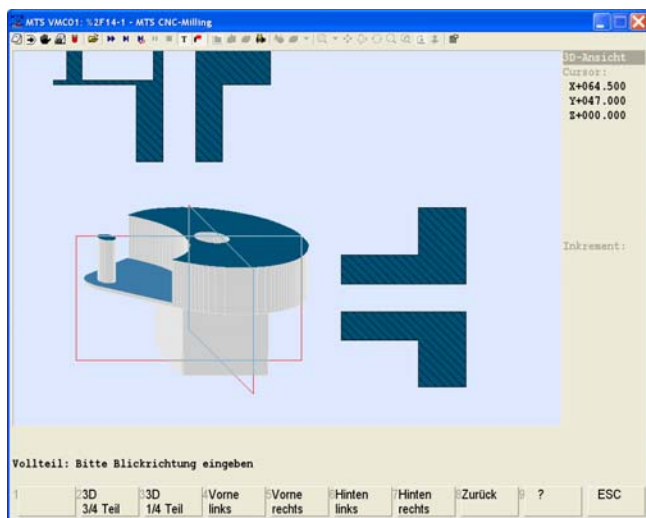 MTS VMC01: %2F14-1 - MTS CNC-Milling
T
3D-Ansicht
Cursor:
X+064.500
Y+047.000
Z+000.000
Inkrement:
Vollteil: Bitte Blickrichtung eingeben
1
2 3D 3/4 Teil
3 3D 1/4 Teil
4 Vorne links
5 Vorne rechts
6 Hinten links
7 Hinten rechts
8 Zurück
9 ?
ESC